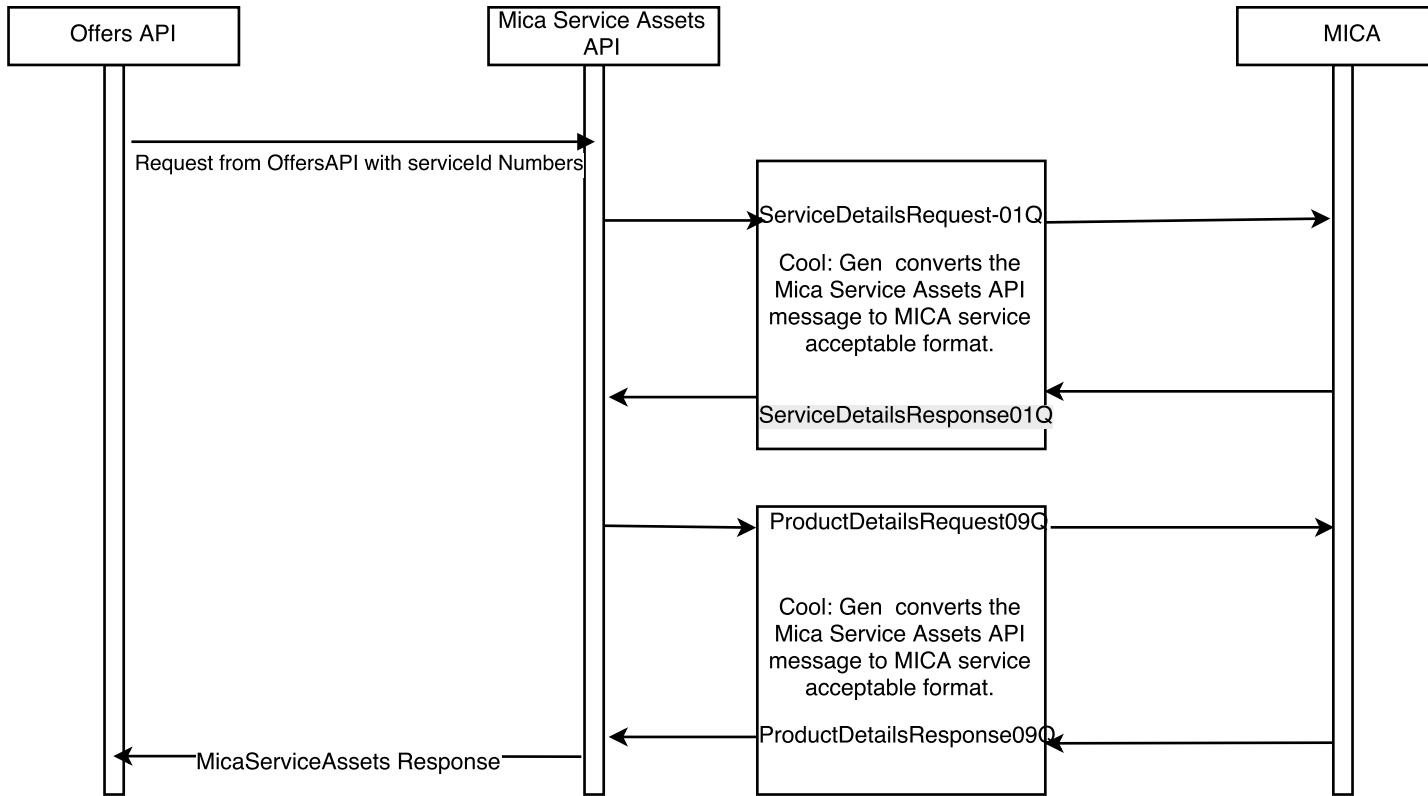 Offers API
Mica Service Assets
API
MICA
Request from OffersAPI with serviceId Numbers
ServiceDetailsRequest-01Q
Cool: Gen  converts the
Mica Service Assets API
message to MICA service
acceptable format.
ServiceDetailsResponse01Q
ProductDetailsRequest09Q
Cool: Gen  converts the
Mica Service Assets API
message to MICA service
acceptable format.
ProductDetailsResponse09Q
MicaServiceAssets Response